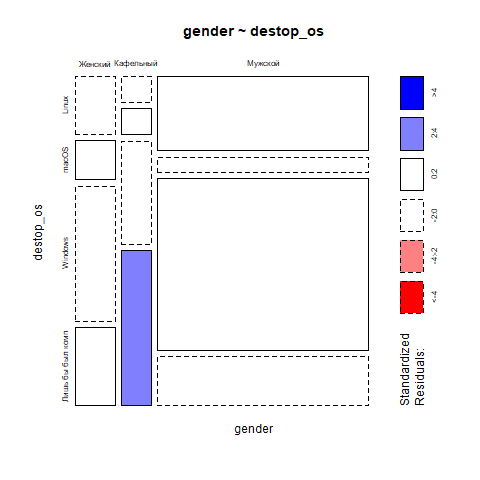 gender ~ destop_os
Женский
Кафельный
Мужской
Linux
macOS
Windows
Лишь бы был комп
destop_os
gender
>4
2:4
0:2
-2:0
-4:-2
<-4
Standardized
Residuals: